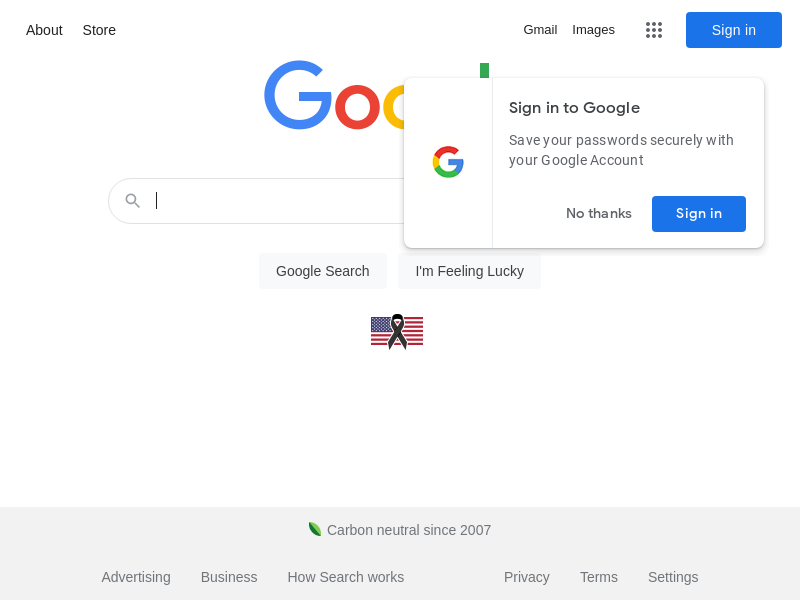 About
Store
Gmail
Images
Sign in
Sign in to Google
Save your passwords securely with
your Google Account
No thanks
Sign in
Google Search
I'm Feeling Lucky
Carbon neutral since 2007
Advertising
Business
How Search works
Privacy
Terms
Settings